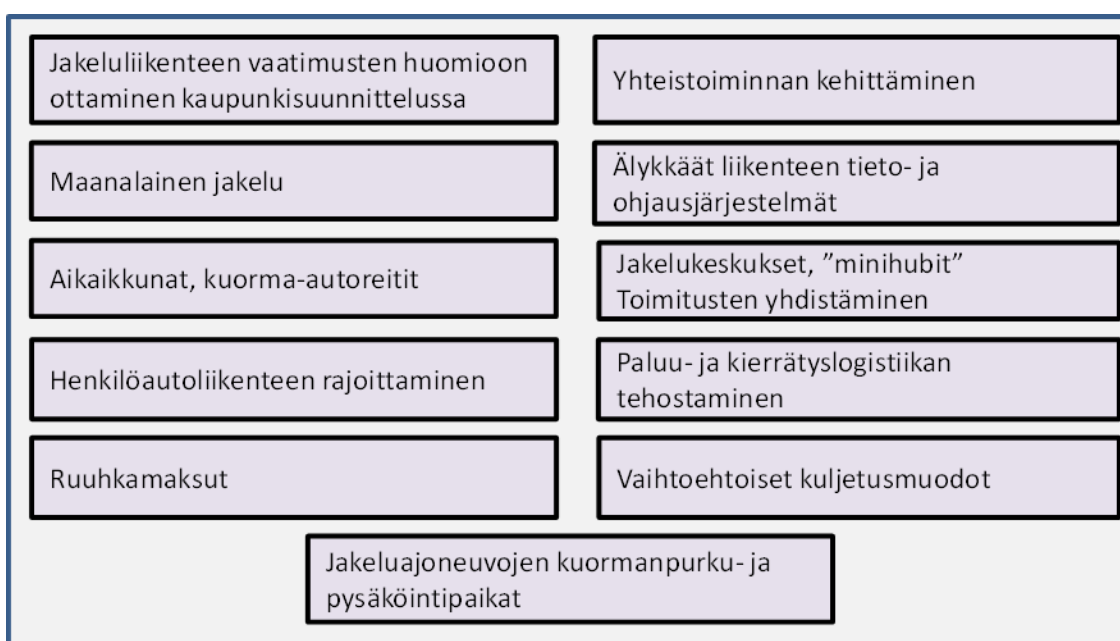 Jakeluliikenteen vaatimusten huomioon
ottaminen kaupunkisuunnittelussa
Maanalainen jakelu
Aikaikkunat, kuorma-autoreitit
Henkilöautoliikenteen rajoittaminen
Ruuhkamaksut
Yhteistoiminnan kehittäminen
Älykkäät liikenteen tieto- ja
ohjausjärjestelmät
Jakelukeskukset, ”minihubit”
Toimitusten yhdistäminen
Paluu- ja kierrätyslogistiikan
tehostaminen
Vaihtoehtoiset kuljetusmuodot
Jakeluajoneuvojen kuormanpurku- ja
pysäköintipaikat